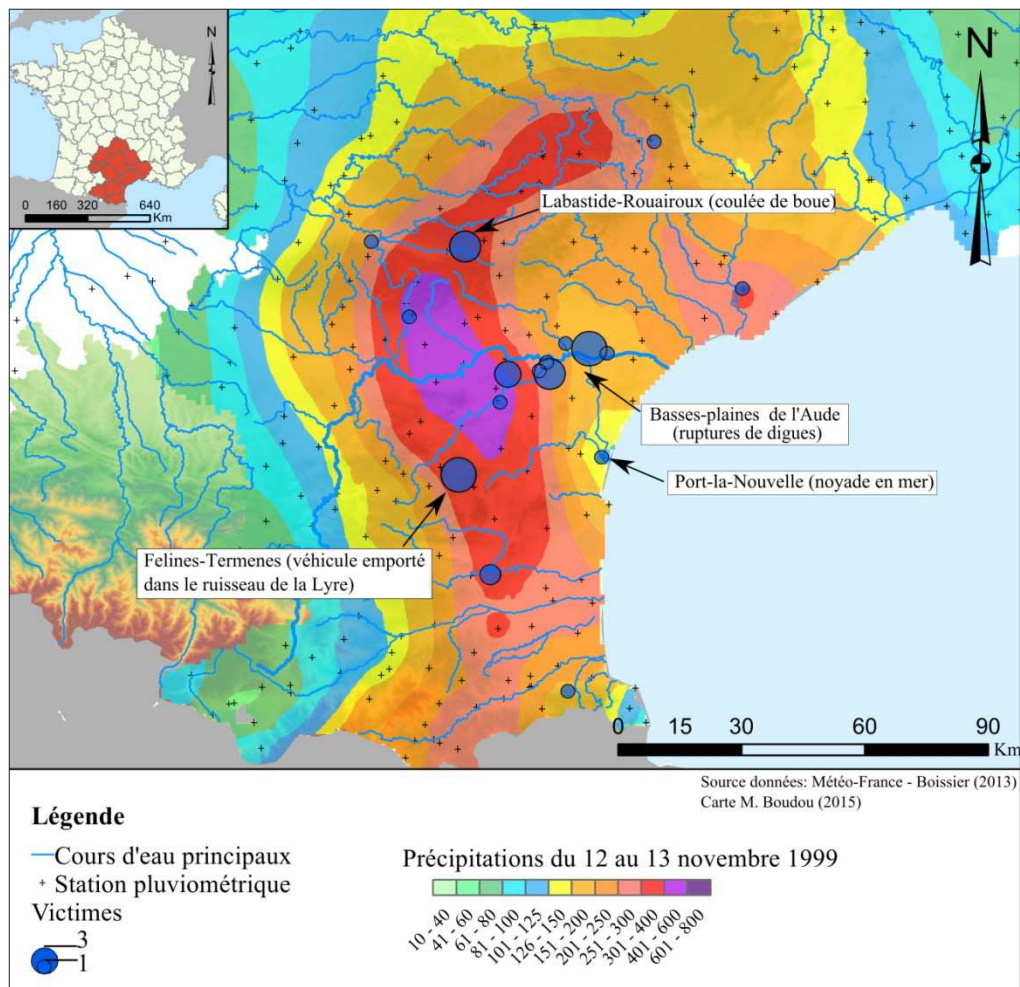 N
0 160 320 640
Km
N
Labastide-Rouairoux (coulée de boue)
Basses-plaines de l'Aude
(ruptures de digues)
Port-la-Nouvelle (noyade en mer)
Felines-Termenes (véhicule emporté
dans le ruisseau de la Lyre)
0 15 30 60 90
Km
Source données: Météo-France - Boissier (2013)
Carte M. Boudou (2015)
Légende
Cours d'eau principaux
Station pluviométrique
Victimes
3
1
Précipitations du 12 au 13 novembre 1999
10 - 40
41 - 60
61 - 80
81 - 100
101 - 125
126 - 150
151 - 200
201 - 250
251 - 300
301 - 400
401 - 600
601 - 800